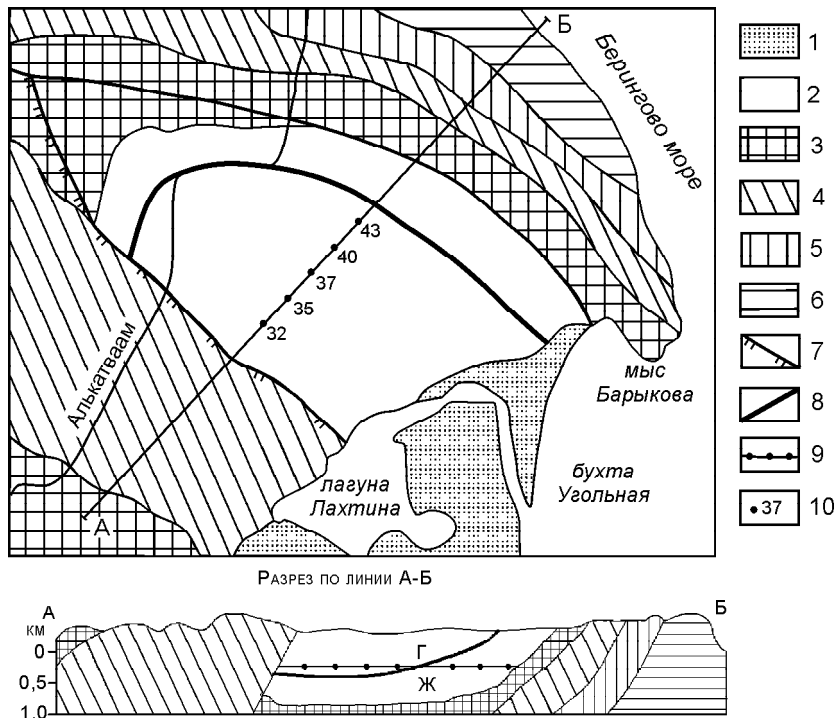 Б
Берингово море
43
40
37
35
32
Алькатваам
мыс
Барыкова
бухта
Угольная
лагуна
Лахтина
А
1
2
3
4
5
6
7
8
9
37 10
Разрез по линии А-Б
А
Б
км
0
0,5
1,0
Г
Ж